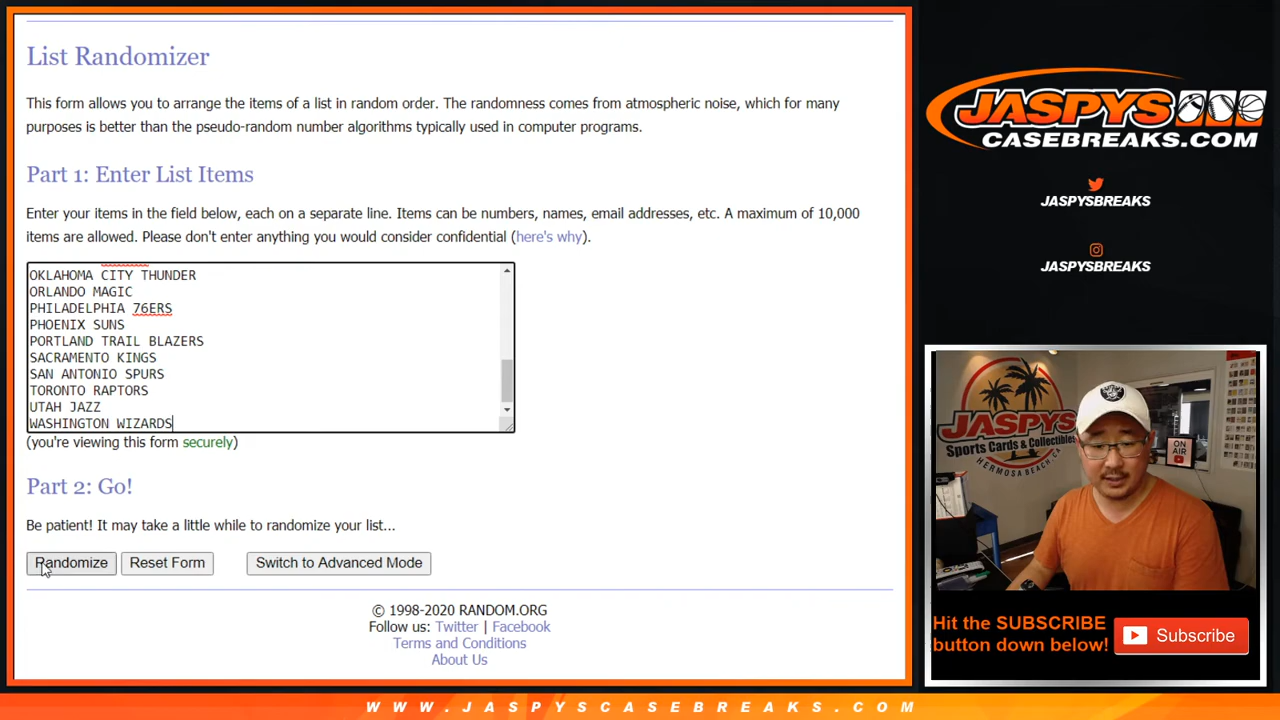 List Randomizer
This form allows you to arrange the items of a list in random order. The randomness comes from atmospheric noise, which for many
purposes is better than the pseudo-random number algorithms typically used in computer programs.
Part 1: Enter List Items
Enter your items in the field below, each on a separate line. Items can be numbers, names, email addresses, etc. A maximum of 10,000
items are allowed. Please don't enter anything you would consider confidential (here's why).
OKLAHOMA CITY THUNDER
ORLANDO MAGIC
PHILADELPHIA 76ERS
PHOENIX SUNS
PORTLAND TRAIL BLAZERS
SACRAMENTO KINGS
SAN ANTONIO SPURS
TORONTO RAPTORS
UTAH JAZZ
WASHINGTON WIZARDS
(you're viewing this form securely)
Part 2: Go!
Be patient! It may take a little while to randomize your list...
Randomize Reset Form Switch to Advanced Mode
© 1998-2020 RANDOM.ORG
Follow us: Twitter | Facebook
Terms and Conditions
About Us
JASPYS
CASEBREAKS.COM
JASPYSBREAKS
JASPYSBREAKS
JASPYS
Sports Cards & Collectibles
HERMOSA BEACH, CA
ON AIR
Hit the SUBSCRIBE
button down below!
Subscribe
WWW.JASPYSCASEBREAKS.COM